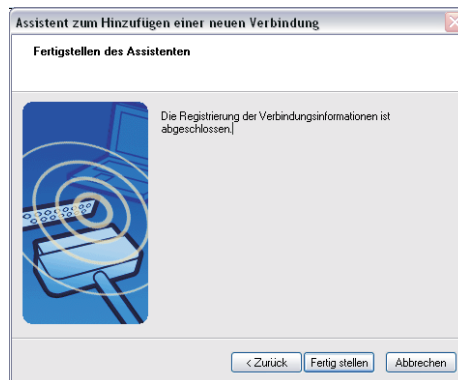 Assistent zum Hinzufügen einer neuen Verbindung
Fertigstellen des Assistenten
Die Registrierung der Verbindungsinformationen ist
abgeschlossen.
< Zurück Fertig stellen Abbrechen